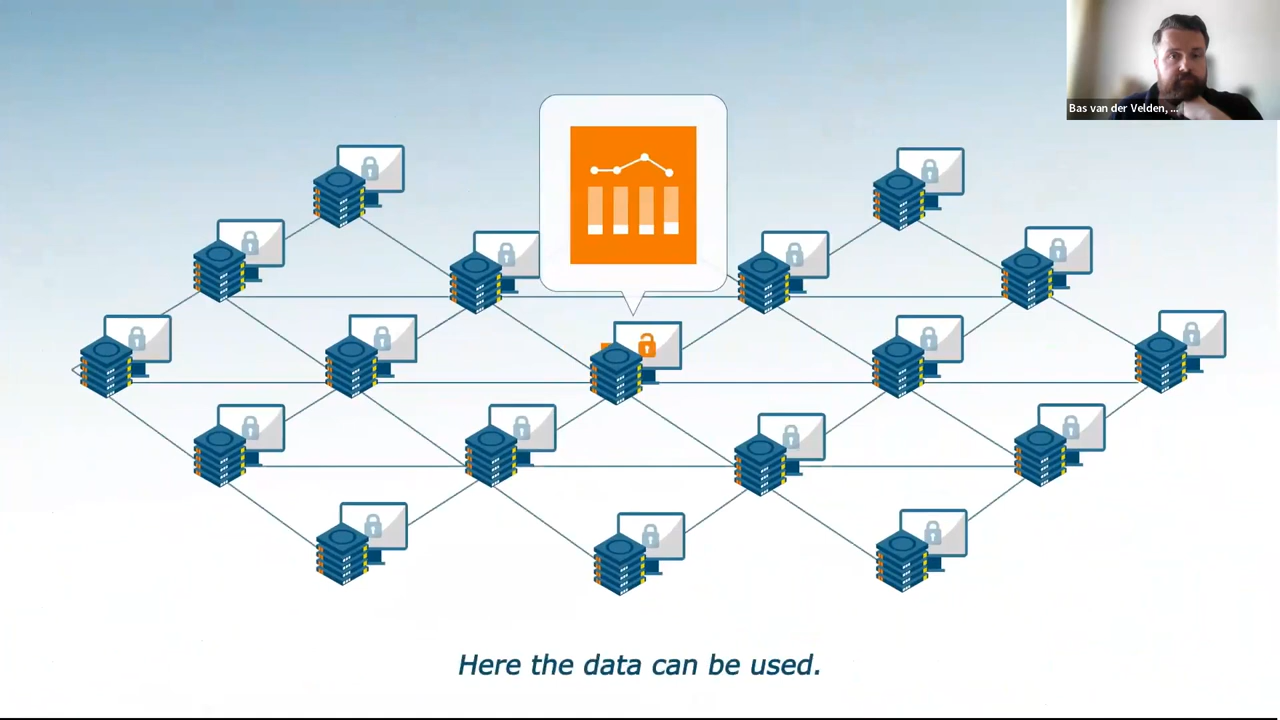 Bas van der Velden, ...
Here the data can be used.